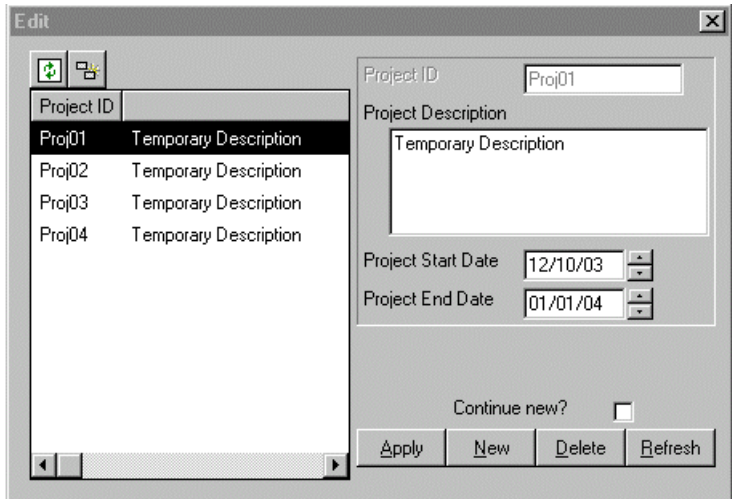 Edit
Project ID
Proj01 Temporary Description
Proj02 Temporary Description
Proj03 Temporary Description
Proj04 Temporary Description
Project ID Proj01
Project Description
Temporary Description
Project Start Date 12/10/03
Project End Date 01/01/04
Continue new?
Apply New Delete Refresh